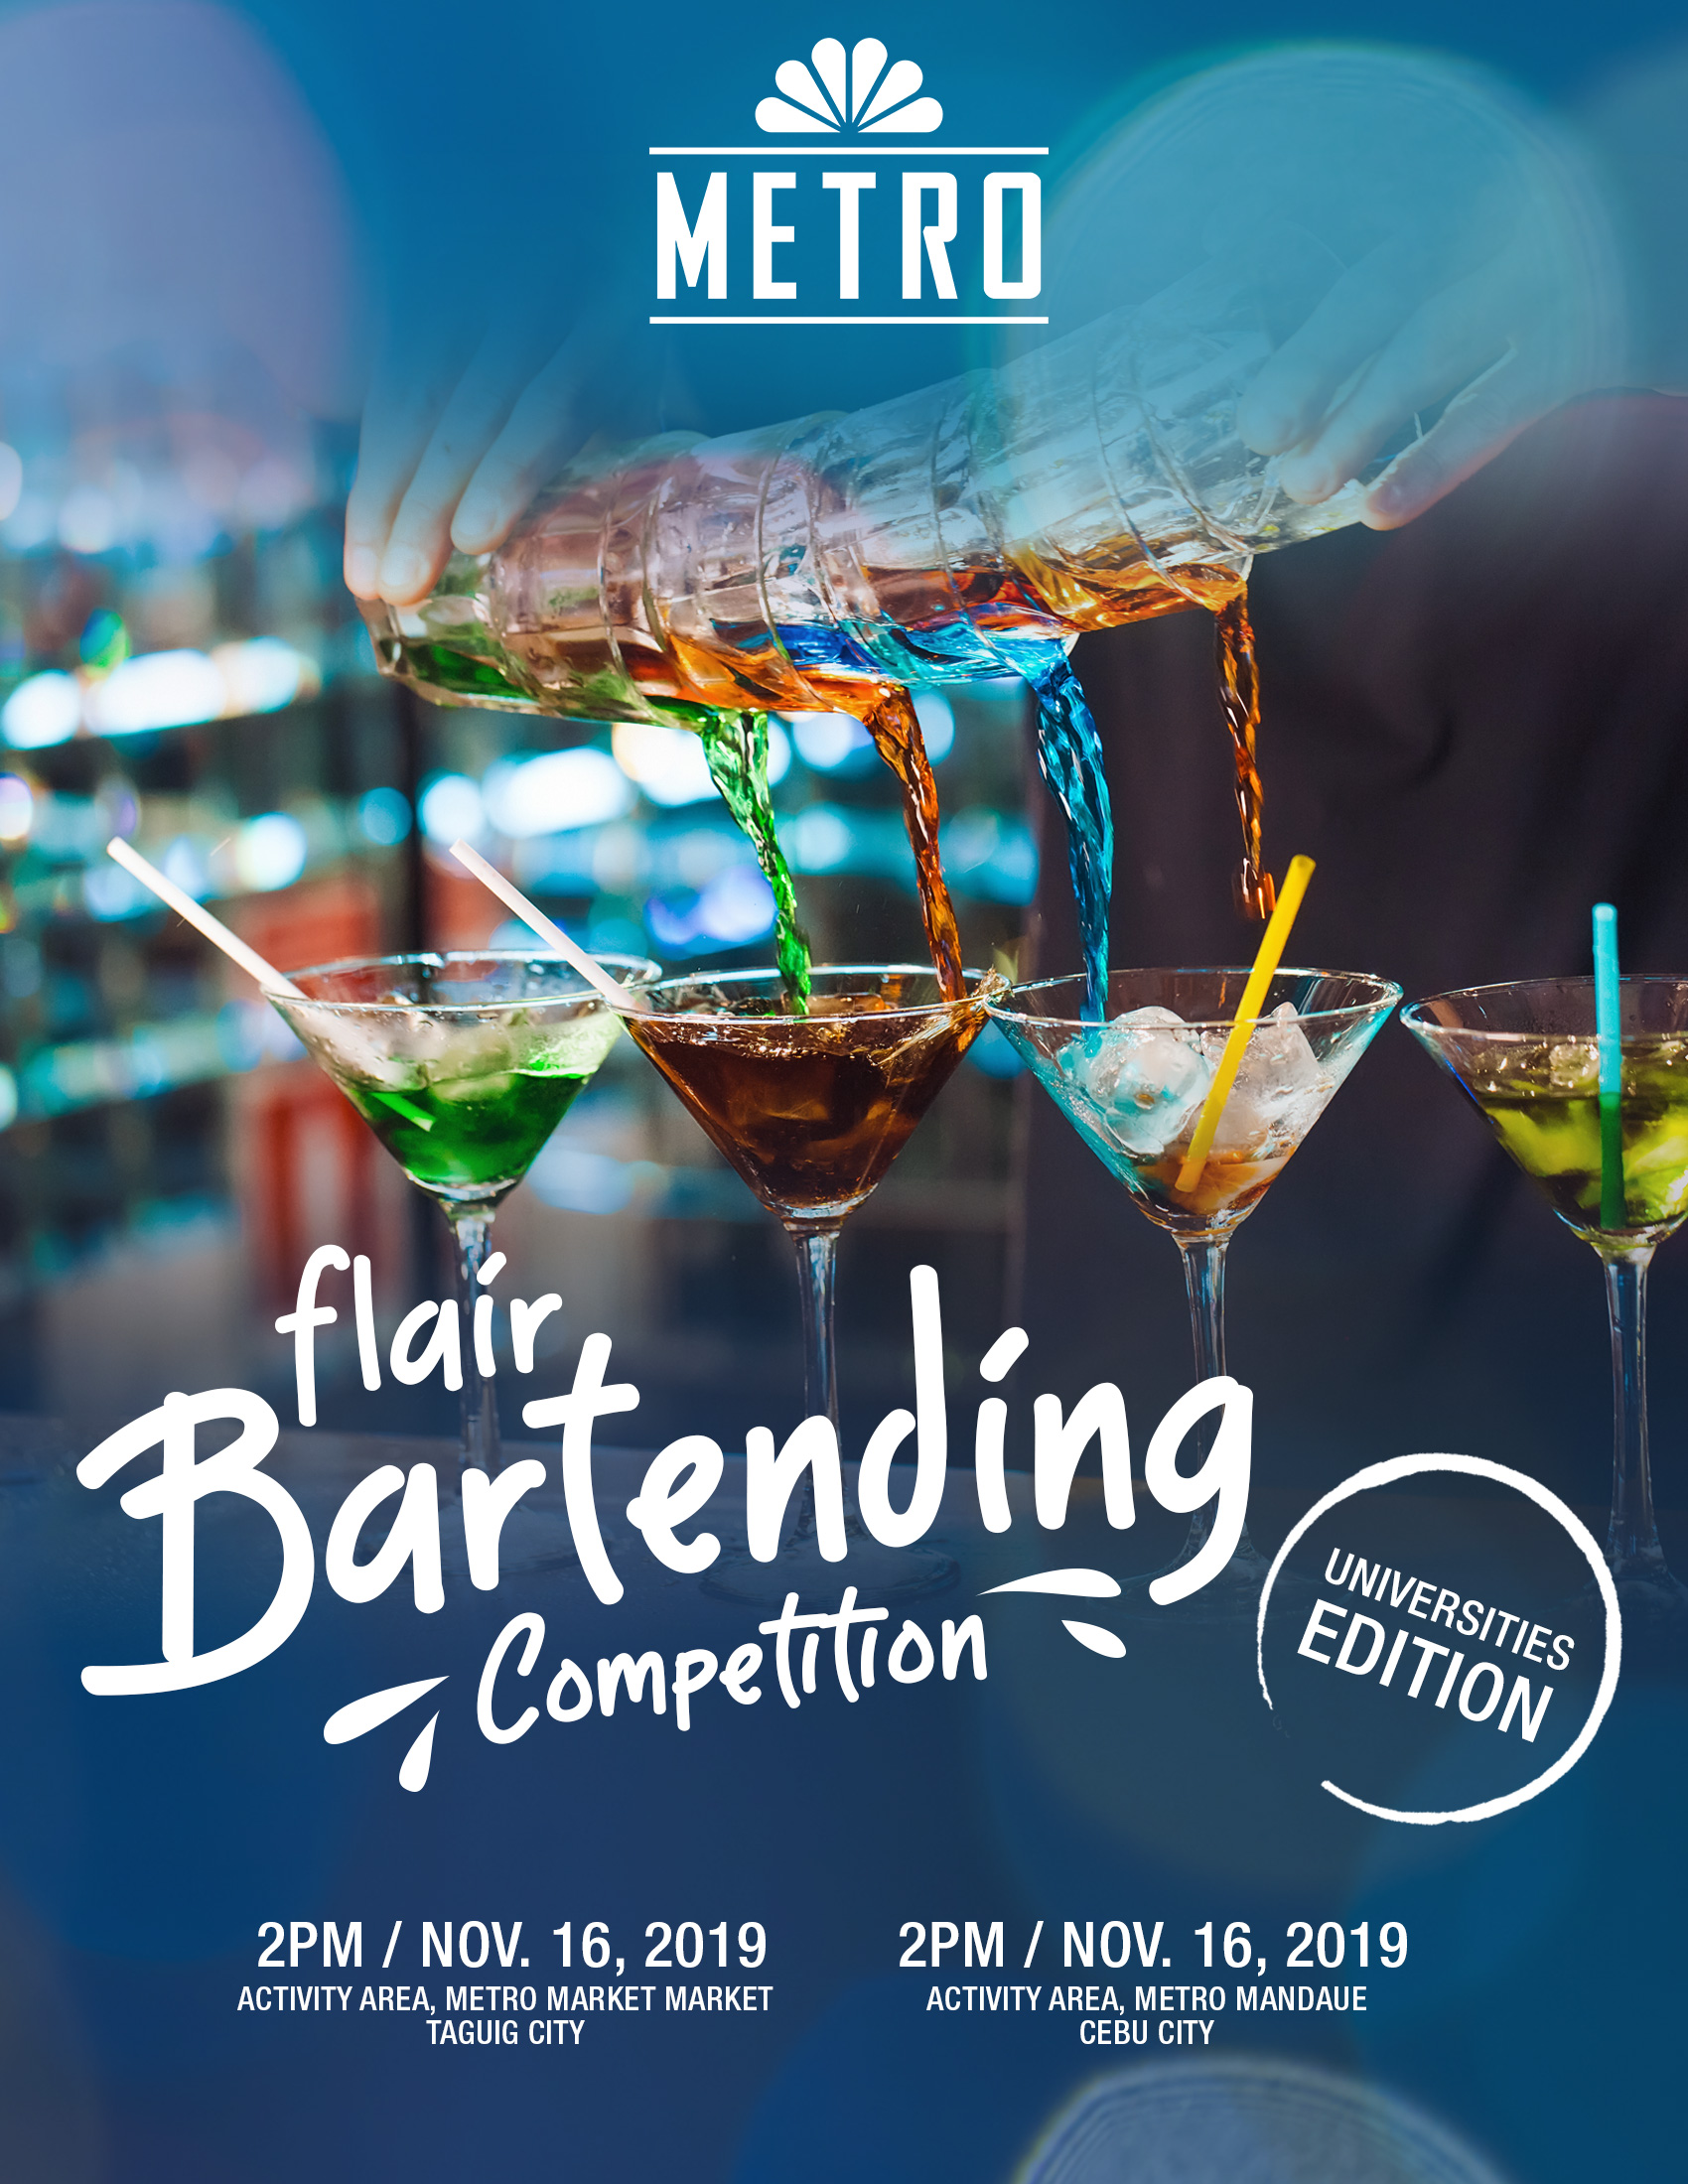 METRO
flair
Bartending
Competition
UNIVERSITIES
EDITION
2PM / NOV. 16, 2019
ACTIVITY AREA, METRO MARKET MARKET
TAGUIG CITY
2PM / NOV. 16, 2019
ACTIVITY AREA, METRO MANDAUE
CEBU CITY